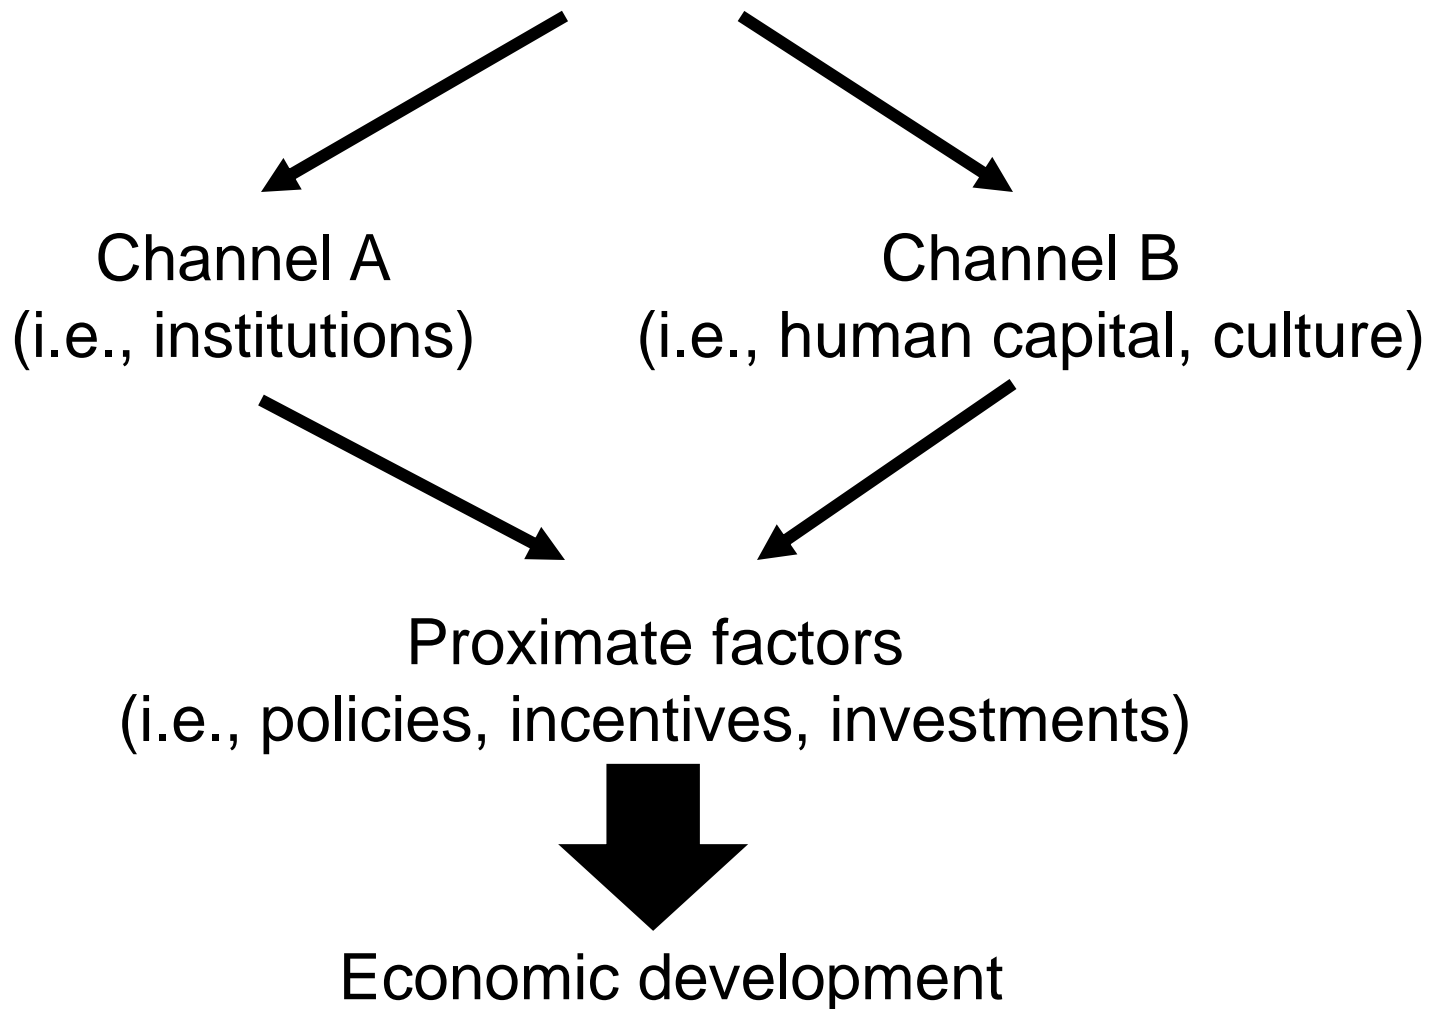 Channel A
(i.e., institutions)
Channel B
(i.e., human capital, culture)
Proximate factors
(i.e., policies, incentives, investments)
Economic development